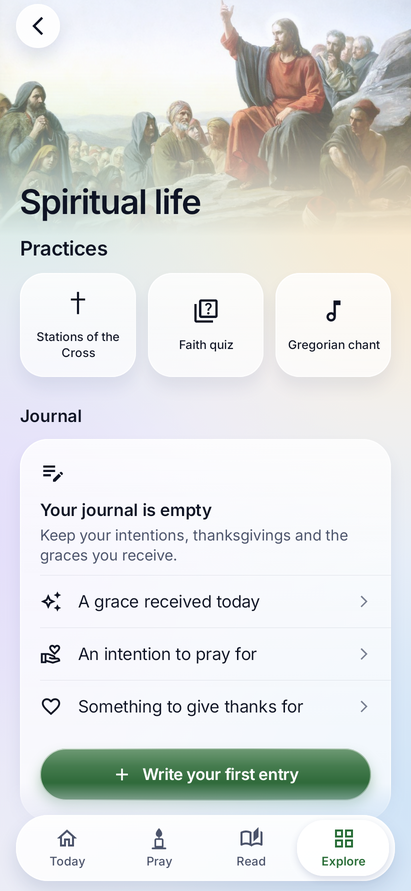 Spiritual life
Practices
Stations of the
Cross
Faith quiz
Gregorian chant
Journal
Your journal is empty
Keep your intentions, thanksgivings and the
graces you receive.
A grace received today
An intention to pray for
Something to give thanks for
Write your first entry
Today
Pray
Read
Explore